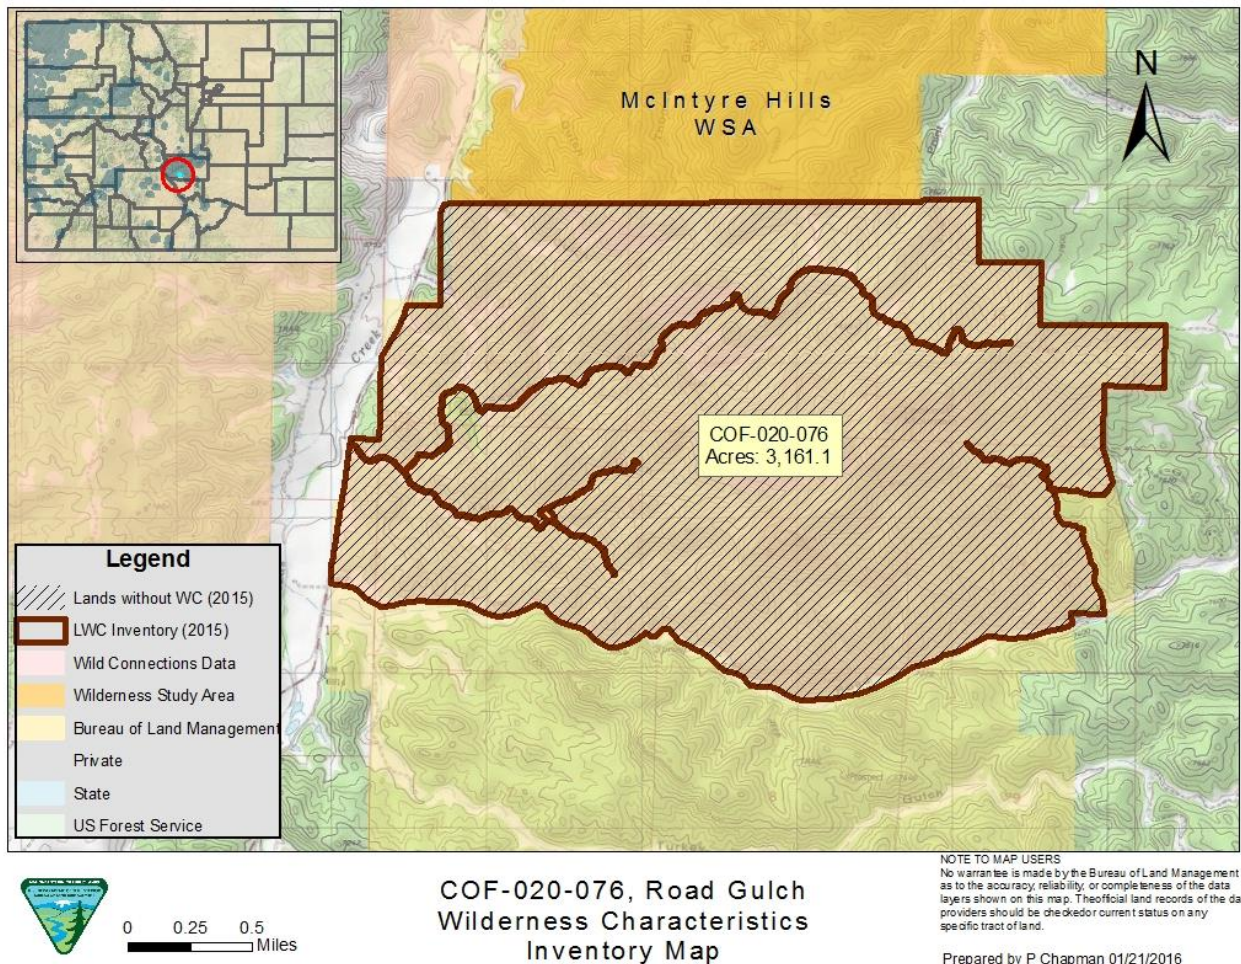 McIntyre Hills
WSA
N
Creek
COF-020-076
Acres: 3,161.1
Legend
Lands without WC (2015)
LWC Inventory (2015)
Wild Connections Data
Wilderness Study Area
Bureau of Land Management
Private
State
US Forest Service
Prospect
Gulch
Turkey
0 0.25 0.5
Miles
COF-020-076, Road Gulch
Wilderness Characteristics
Inventory Map
NOTE TO MAP USERS
No warrantee is made by the Bureau of Land Management
as to the accuracy, reliability, or completeness of the data
layers shown on this map. Theofficial land records of the da
providers should be checkedor current status on any
specific tract of land.
Prepared by P Chapman 01/21/2016